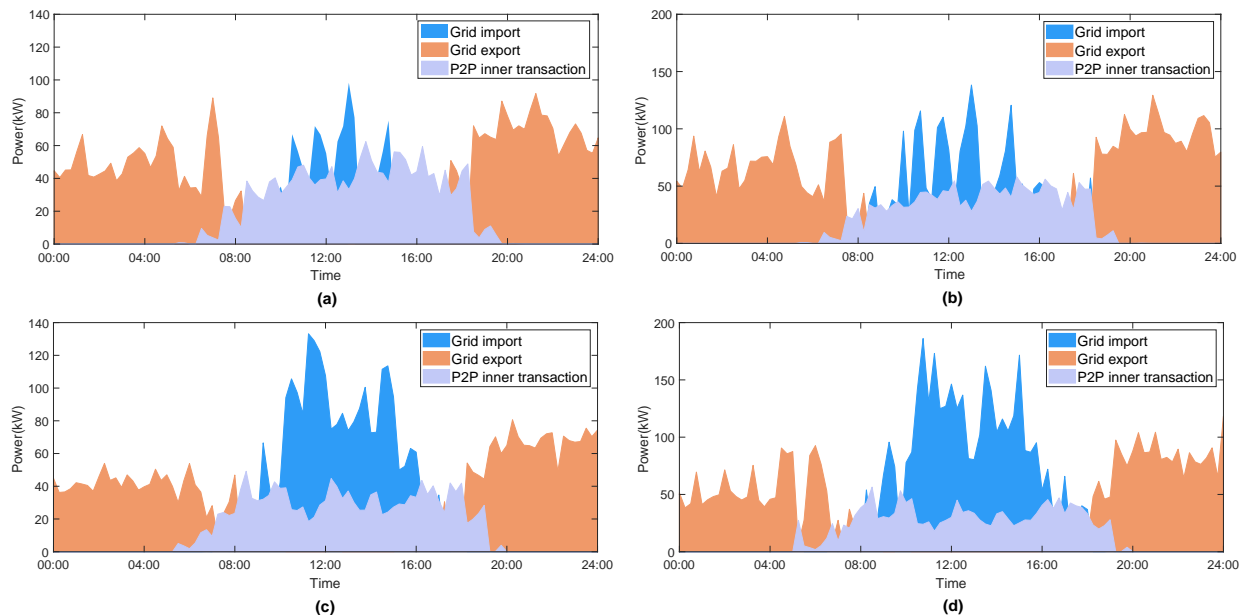 140
120
100
80
60
40
20
0
Power(kW)
00:00 04:00 08:00 12:00 16:00 20:00 24:00
Time
Grid import
Grid export
P2P inner transaction
(a)
200
150
100
50
0
Power(kW)
00:00 04:00 08:00 12:00 16:00 20:00 24:00
Time
Grid import
Grid export
P2P inner transaction
(b)
140
120
100
80
60
40
20
0
Power(kW)
00:00 04:00 08:00 12:00 16:00 20:00 24:00
Time
Grid import
Grid export
P2P inner transaction
(c)
200
150
100
50
0
Power(kW)
00:00 04:00 08:00 12:00 16:00 20:00 24:00
Time
Grid import
Grid export
P2P inner transaction
(d)